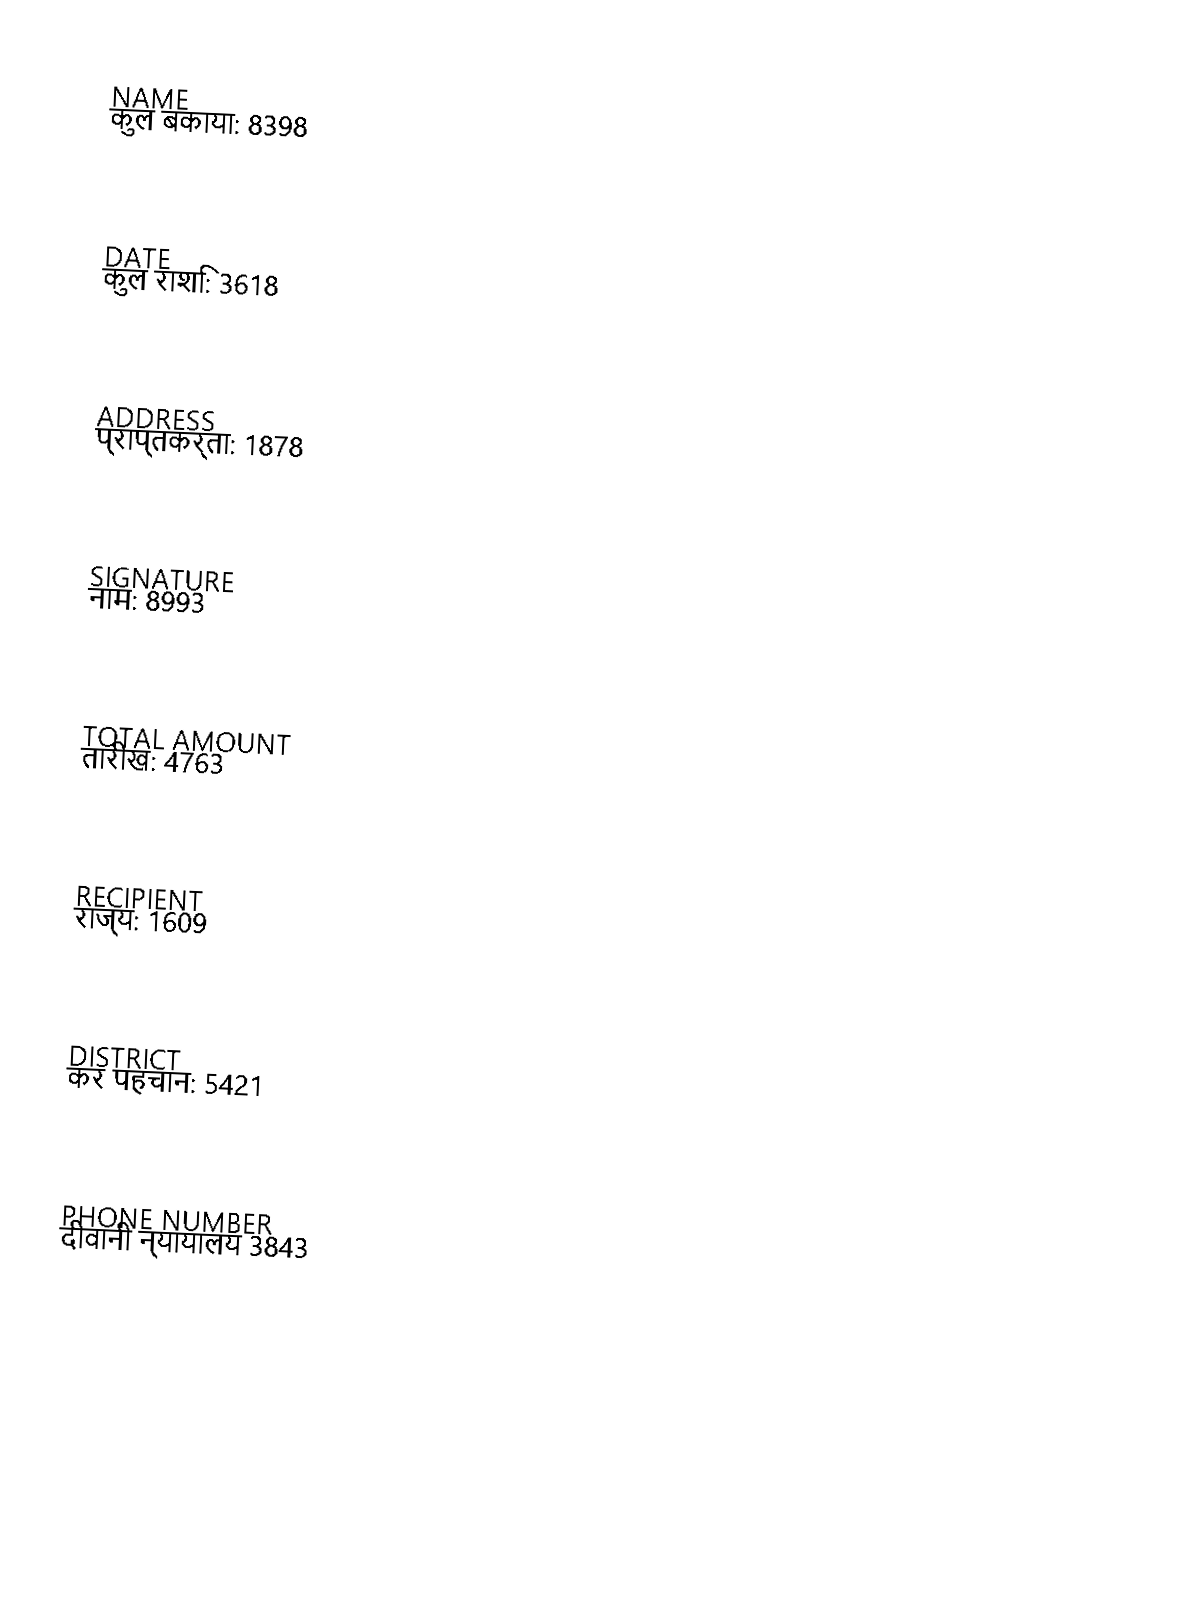 NAME
कुल बकाया: 8398
DATE
कुल राशि: 3618
ADDRESS
प्राप्तकर्ता: 1878
SIGNATURE
नाम: 8993
TOTAL AMOUNT
तारीख: 4763
RECIPIENT
राज्य: 1609
DISTRICT
कर पहचान: 5421
PHONE NUMBER
दीवानी न्यायालय 3843